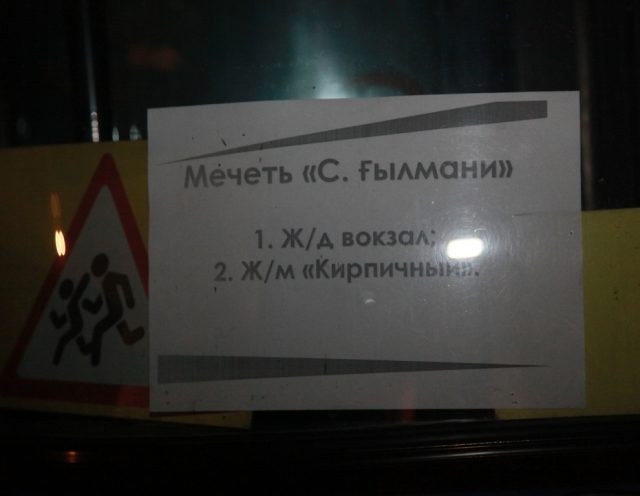 Мечеть «С. Ғылмани»
1. Ж/д вокзал;
2. Ж/м «Кирпичный».